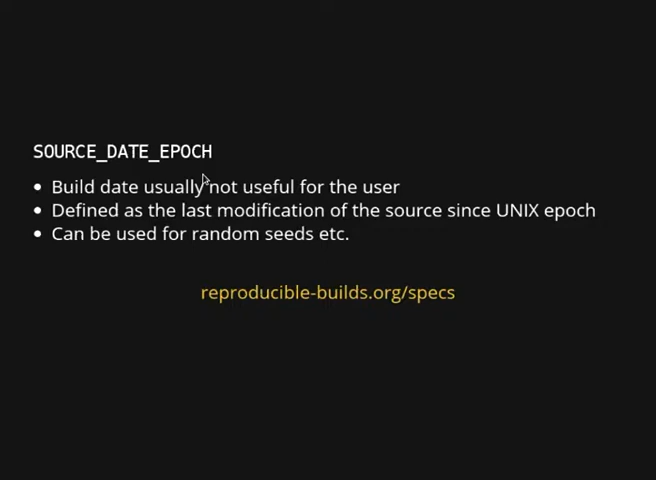 SOURCE_DATE_EPOCH
• Build date usually not useful for the user
• Defined as the last modification of the source since UNIX epoch
• Can be used for random seeds etc.
reproducible-builds.org/specs